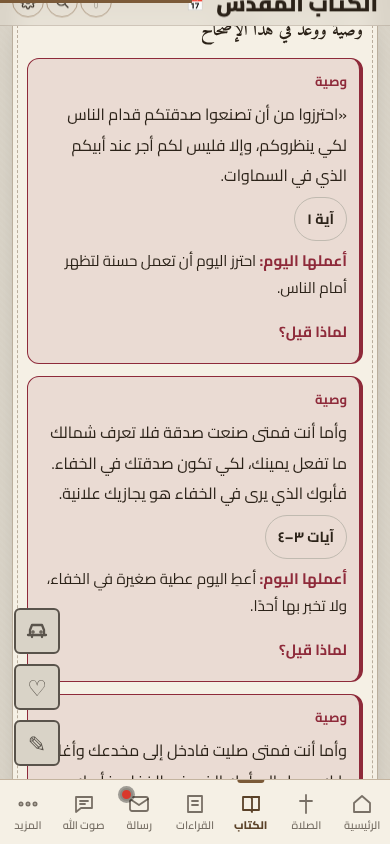 الكتاب المقدس
وصية ووعد في هذا الإصحاح
وصية
«احترزوا من أن تصنعوا صدقتكم قدام الناس
لكي ينظروكم، وإلا فليس لكم أجر عند أبيكم
الذي في السماوات.
آية ١
أعملها اليوم: احترز اليوم أن تعمل حسنة لتظهر
أمام الناس.
لماذا قيل؟
وصية
وأما أنت فمتى صنعت صدقة فلا تعرف شمالك
ما تفعل يمينك، لكي تكون صدقتك في الخفاء.
فأبوك الذي يرى في الخفاء هو يجازيك علانية.
آيات ٣–٤
أعملها اليوم: أعطِ اليوم عطية صغيرة في الخفاء،
ولا تخبر بها أحدًا.
لماذا قيل؟
وصية
وأما أنت فمتى صليت فادخل إلى مخدعك
الرئيسية
الصلاة
الكتاب
القراءات
رسالة
صوت الله
المزيد